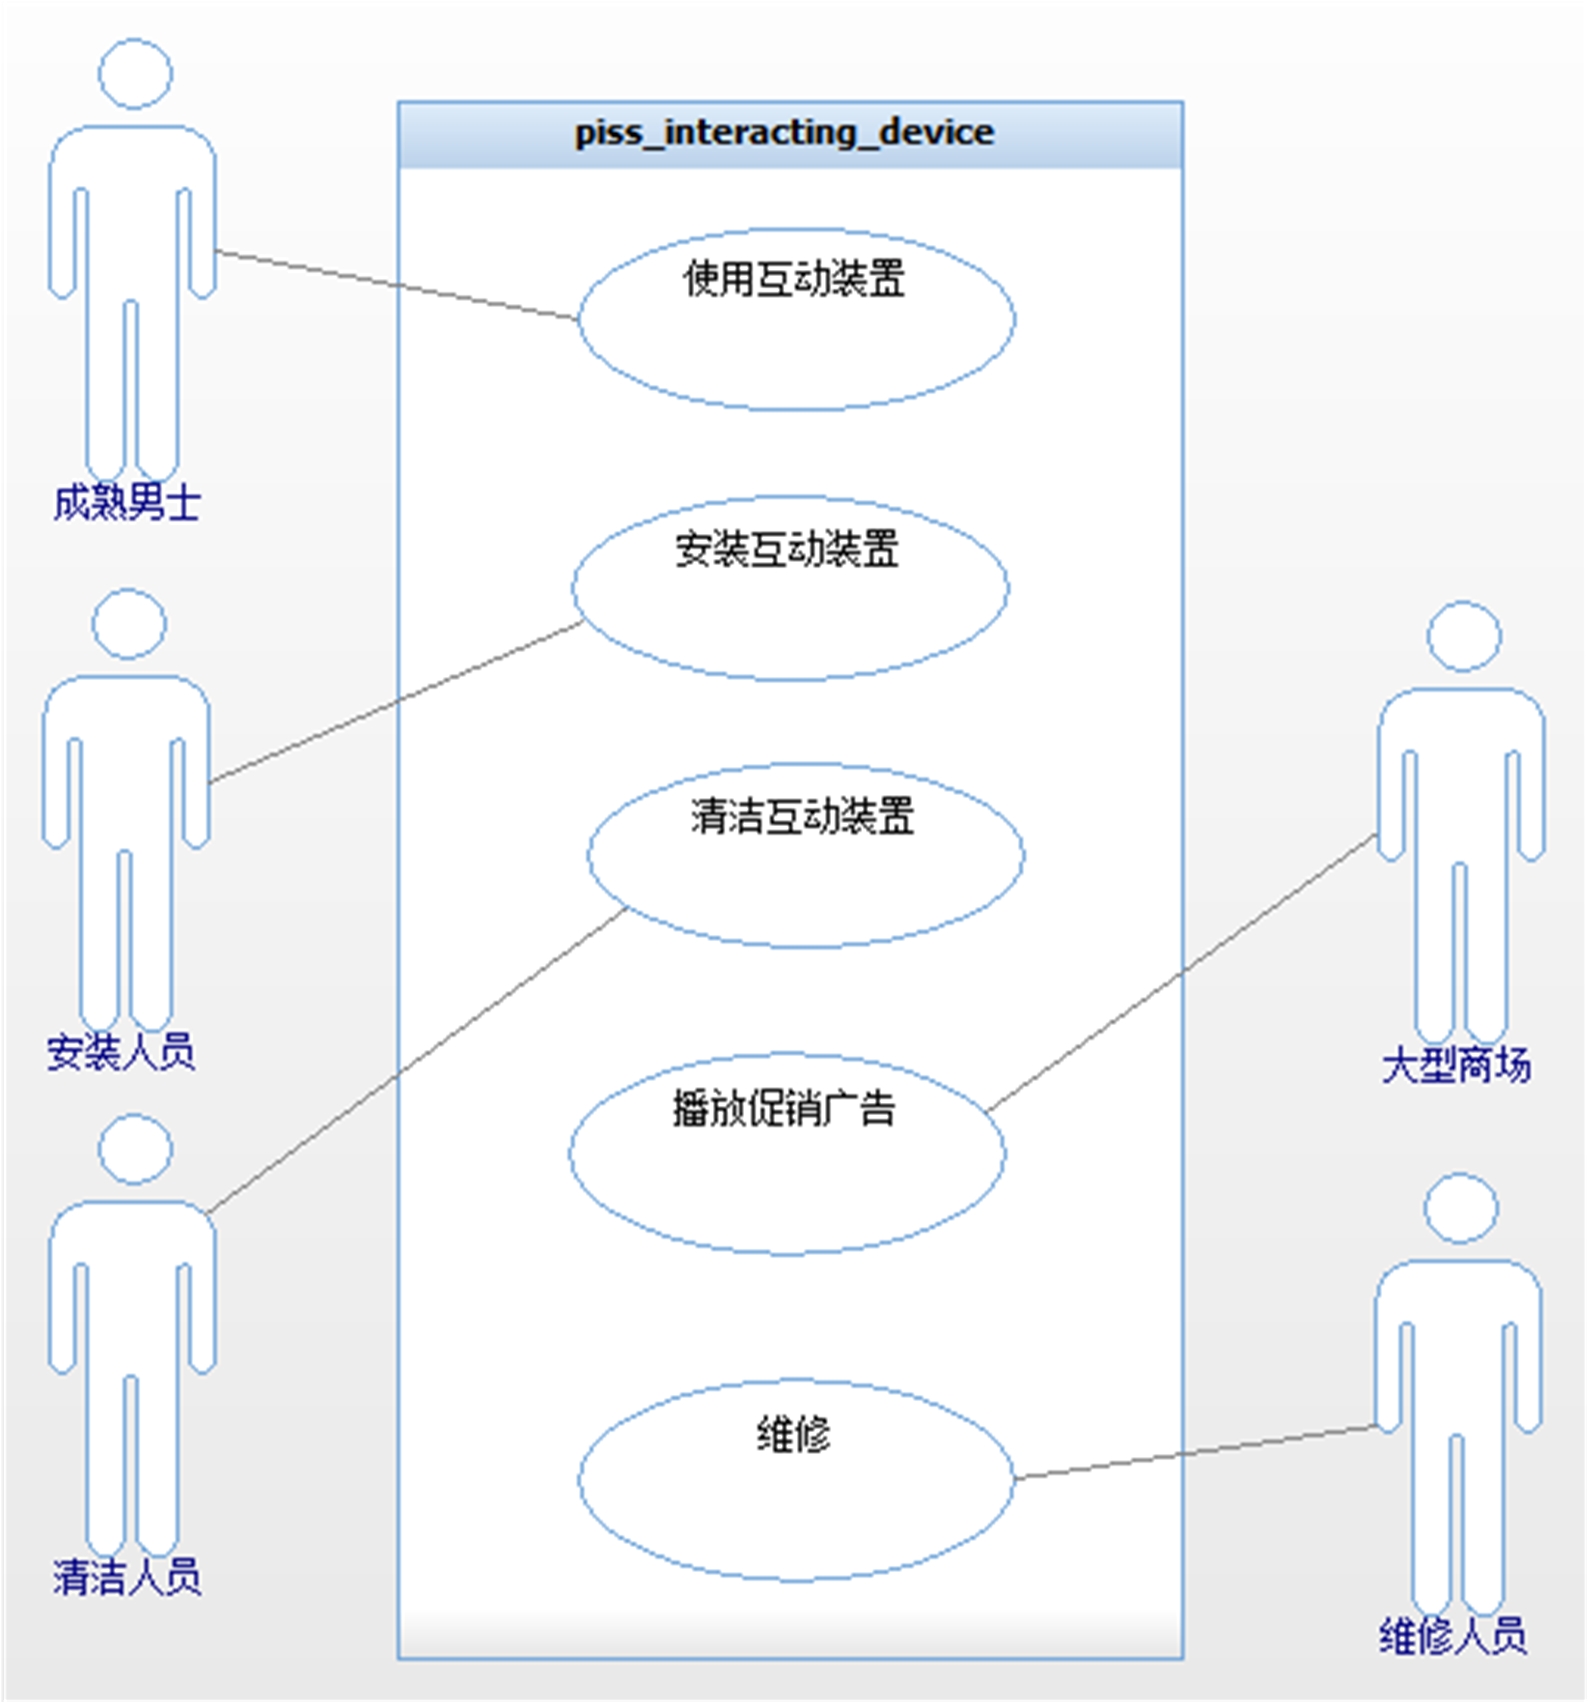 piss_interacting_device
使用互动装置
成熟男士
安装互动装置
安装人员
清洁互动装置
大型商场
播放促销广告
维修
清洁人员
维修人员